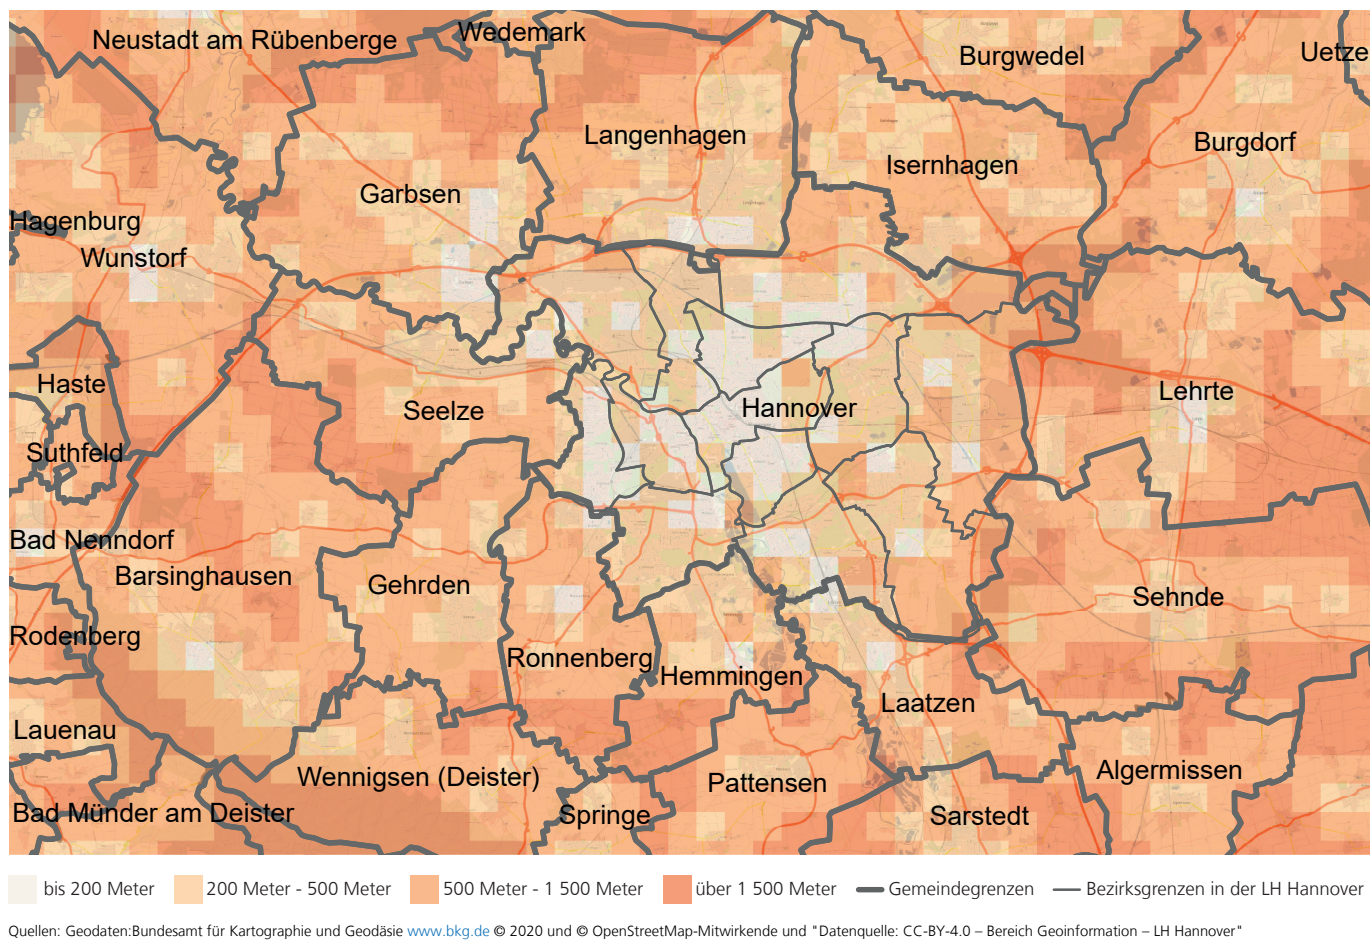 Neustadt am Rübenberge
Wedemark
Burgwedel
Uetze
Langenhagen
Burgdorf
Isernhagen
Garbsen
Hagenburg
Wunstorf
Haste
Seelze
Hannover
Lehrte
Suthfeld
Bad Nenndorf
Barsinghausen
Gehrden
Sehnde
Rodenberg
Ronnenberg
Hemmingen
Laatzen
Lauenau
Wennigsen (Deister)
Pattensen
Algermissen
Bad Münder am Deister
Springe
Sarstedt
bis 200 Meter 200 Meter - 500 Meter 500 Meter - 1 500 Meter über 1 500 Meter Gemeindegrenzen Bezirksgrenzen in der LH Hannover
Quellen: Geodaten:Bundesamt für Kartographie und Geodäsie www.bkg.de © 2020 und © OpenStreetMap-Mitwirkende und "Datenquelle: CC-BY-4.0 – Bereich Geoinformation – LH Hannover"